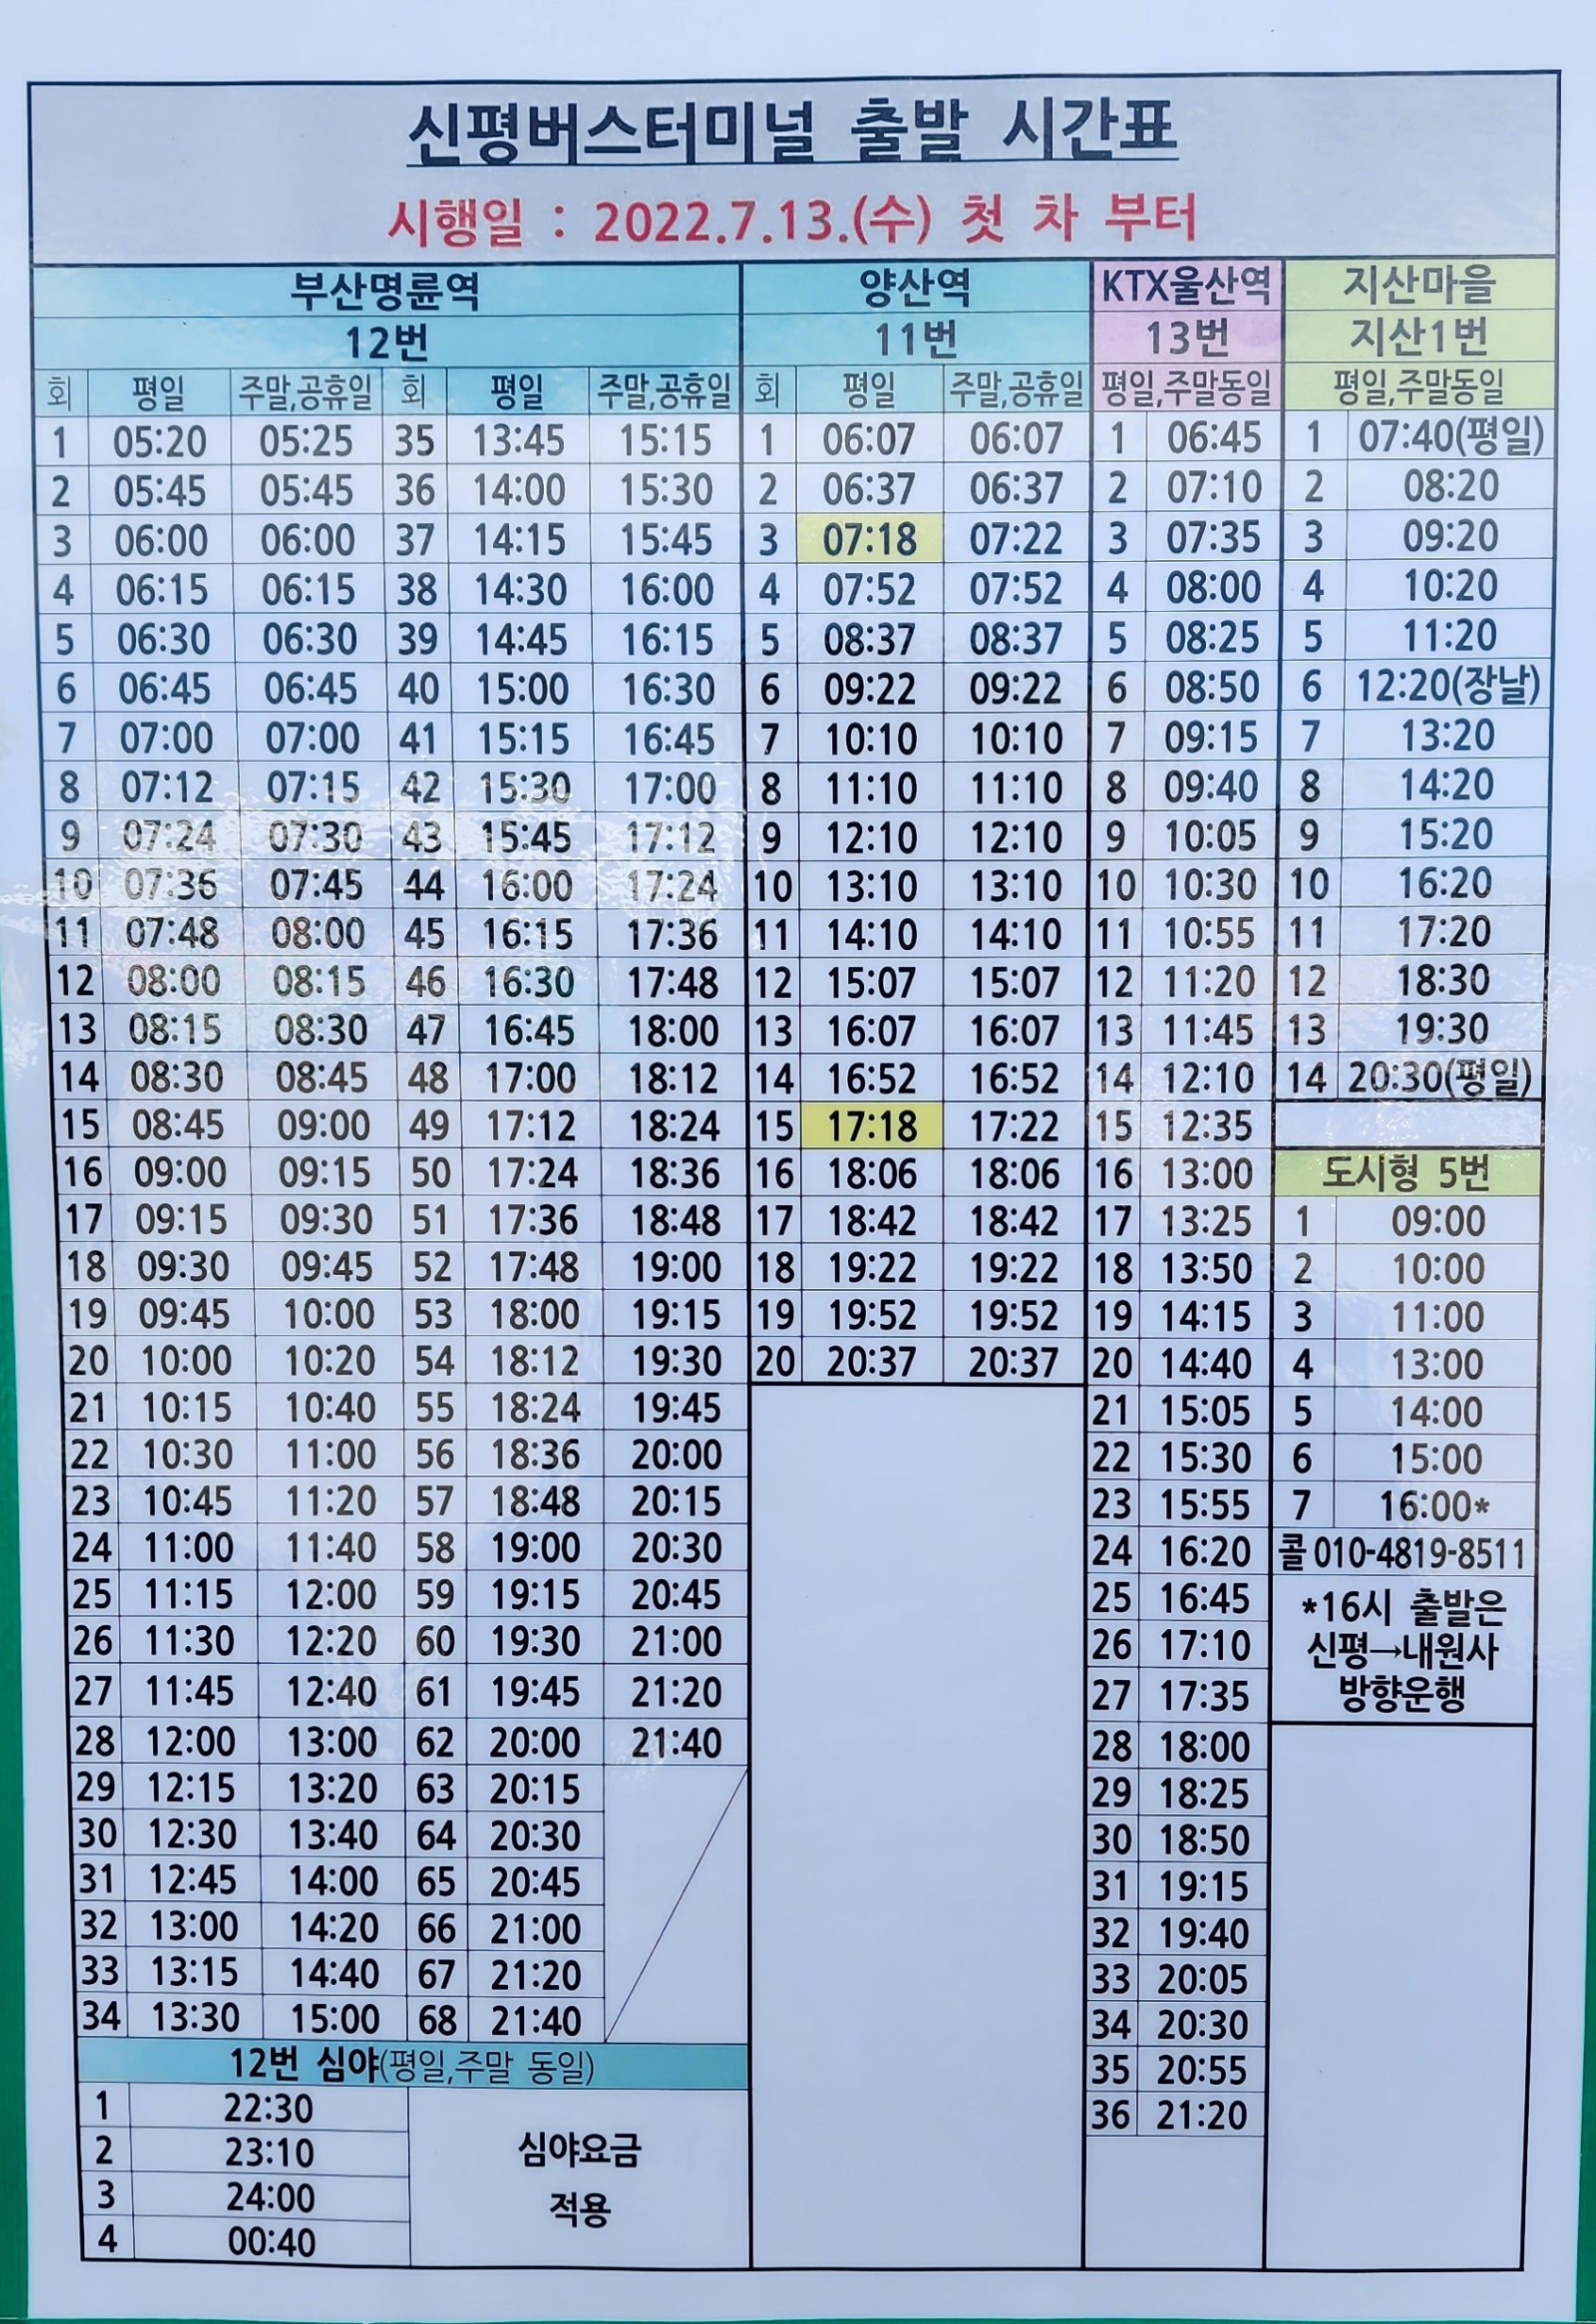 신평버스터미널 출발 시간표
시행일 : 2022.7.13.(수) 첫 차 부터
부산명륜역 양산역 KTX울산역 지산마을
12번 11번 13번 지산1번
회 평일 주말,공휴일 회 평일 주말,공휴일 회 평일 주말,공휴일 평일,주말동일 평일,주말동일
1 05:20 05:25 35 13:45 15:15 1 06:07 06:07 1 06:45 1 07:40(평일)
2 05:45 05:45 36 14:00 15:30 2 06:37 06:37 2 07:10 2 08:20
3 06:00 06:00 37 14:15 15:45 3 07:18 07:22 3 07:35 3 09:20
4 06:15 06:15 38 14:30 16:00 4 07:52 07:52 4 08:00 4 10:20
5 06:30 06:30 39 14:45 16:15 5 08:37 08:37 5 08:25 5 11:20
6 06:45 06:45 40 15:00 16:30 6 09:22 09:22 6 08:50 6 12:20(장날)
7 07:00 07:00 41 15:15 16:45 7 10:10 10:10 7 09:15 7 13:20
8 07:12 07:15 42 15:30 17:00 8 11:10 11:10 8 09:40 8 14:20
9 07:24 07:30 43 15:45 17:12 9 12:10 12:10 9 10:05 9 15:20
10 07:36 07:45 44 16:00 17:24 10 13:10 13:10 10 10:30 10 16:20
11 07:48 08:00 45 16:15 17:36 11 14:10 14:10 11 10:55 11 17:20
12 08:00 08:15 46 16:30 17:48 12 15:07 15:07 12 11:20 12 18:30
13 08:15 08:30 47 16:45 18:00 13 16:07 16:07 13 11:45 13 19:30
14 08:30 08:45 48 17:00 18:12 14 16:52 16:52 14 12:10 14 20:30(평일)
15 08:45 09:00 49 17:12 18:24 15 17:18 17:22 15 12:35
16 09:00 09:15 50 17:24 18:36 16 18:06 18:06 16 13:00 도시형 5번
17 09:15 09:30 51 17:36 18:48 17 18:42 18:42 17 13:25 1 09:00
18 09:30 09:45 52 17:48 19:00 18 19:22 19:22 18 13:50 2 10:00
19 09:45 10:00 53 18:00 19:15 19 19:52 19:52 19 14:15 3 11:00
20 10:00 10:20 54 18:12 19:30 20 20:37 20:37 20 14:40 4 13:00
21 10:15 10:40 55 18:24 19:45 21 15:05 5 14:00
22 10:30 11:00 56 18:36 20:00 22 15:30 6 15:00
23 10:45 11:20 57 18:48 20:15 23 15:55 7 16:00*
24 11:00 11:40 58 19:00 20:30 24 16:20 콜 010-4819-8511
25 11:15 12:00 59 19:15 20:45 25 16:45 *16시 출발은
26 11:30 12:20 60 19:30 21:00 26 17:10 신평→내원사
27 11:45 12:40 61 19:45 21:20 27 17:35 방향운행
28 12:00 13:00 62 20:00 21:40 28 18:00
29 12:15 13:20 63 20:15 29 18:25
30 12:30 13:40 64 20:30 30 18:50
31 12:45 14:00 65 20:45 31 19:15
32 13:00 14:20 66 21:00 32 19:40
33 13:15 14:40 67 21:20 33 20:05
34 13:30 15:00 68 21:40 34 20:30
12번 심야(평일,주말 동일) 35 20:55
1 22:30 36 21:20
2 23:10 심야요금
3 24:00 적용
4 00:40